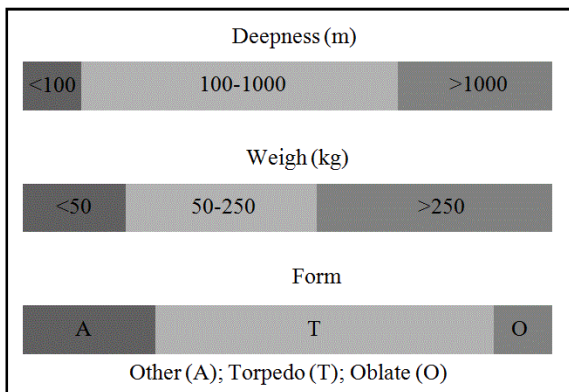 Deepness (m)
<100 100-1000 >1000
Weigh (kg)
<50 50-250 >250
Form
A T O
Other (A); Torpedo (T); Oblate (O)